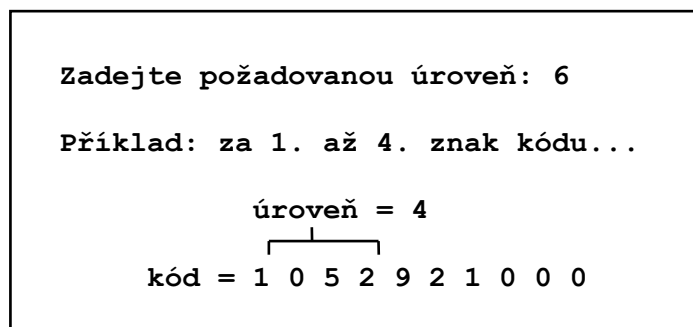 Zadejte požadovanou úroveň: 6
Příklad: za 1. až 4. znak kódu...
úroveň = 4
kód = 1 0 5 2 9 2 1 0 0 0